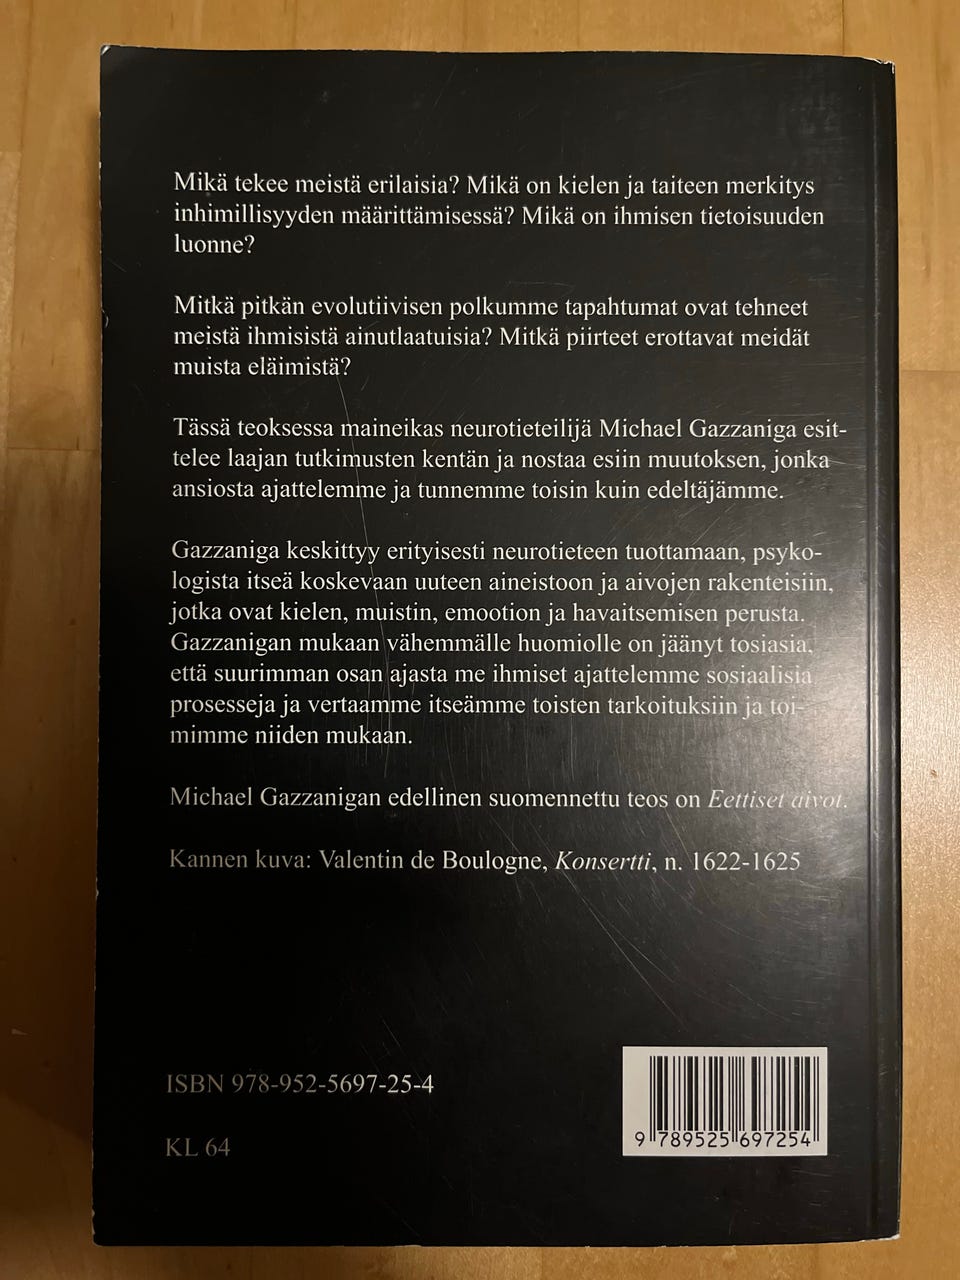 Mikä tekee meistä erilaisia? Mikä on kielen ja taiteen merkitys
inhimillisyyden määrittämisessä? Mikä on ihmisen tietoisuuden
luonne?
Mitkä pitkän evolutiivisen polkumme tapahtumat ovat tehneet
meistä ihmisistä ainutlaatuisia? Mitkä piirteet erottavat meidät
muista eläimistä?
Tässä teoksessa maineikas neurotieteilijä Michael Gazzaniga esit-
telee laajan tutkimusten kentän ja nostaa esiin muutoksen, jonka
ansiosta ajattelemme ja tunnemme toisin kuin edeltäjämme.
Gazzaniga keskittyy erityisesti neurotieteen tuottamaan, psyko-
logista itseä koskevaan uuteen aineistoon ja aivojen rakenteisiin,
jotka ovat kielen, muistin, emootion ja havaitsemisen perusta.
Gazzanigan mukaan vähemmälle huomiolle on jäänyt tosiasia,
että suurimman osan ajasta me ihmiset ajattelemme sosiaalisia
prosesseja ja vertaamme itseämme toisten tarkoituksiin ja toi-
mimme niiden mukaan.
Michael Gazzanigan edellinen suomennettu teos on Eettiset aivot.
Kannen kuva: Valentin de Boulogne, Konsertti, n. 1622-1625
ISBN 978-952-5697-25-4
KL 64
9 789525 697254